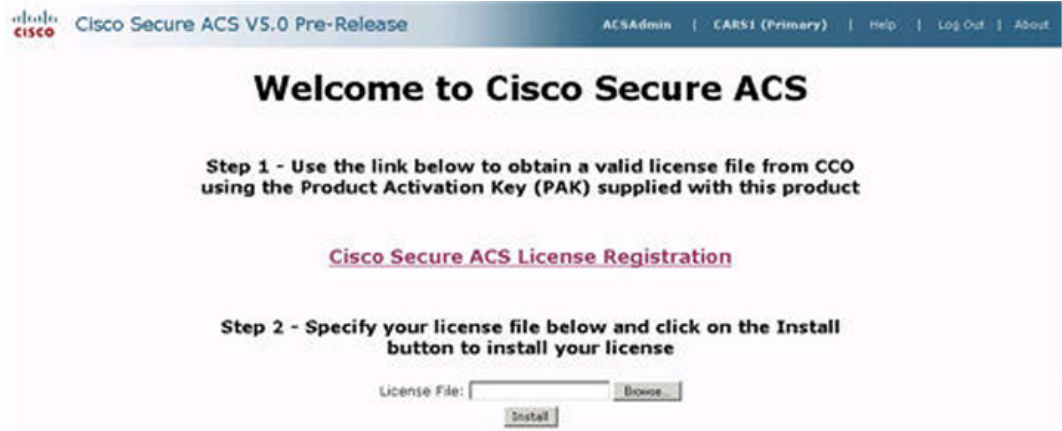 CISCO Cisco Secure ACS V5.0 Pre-Release ACSAdmin | CARS1 (Primary) | Help | Log Out | About
Welcome to Cisco Secure ACS
Step 1 - Use the link below to obtain a valid license file from CCO
using the Product Activation Key (PAK) supplied with this product
Cisco Secure ACS License Registration
Step 2 - Specify your license file below and click on the Install
button to install your license
License File: Browse...
Install